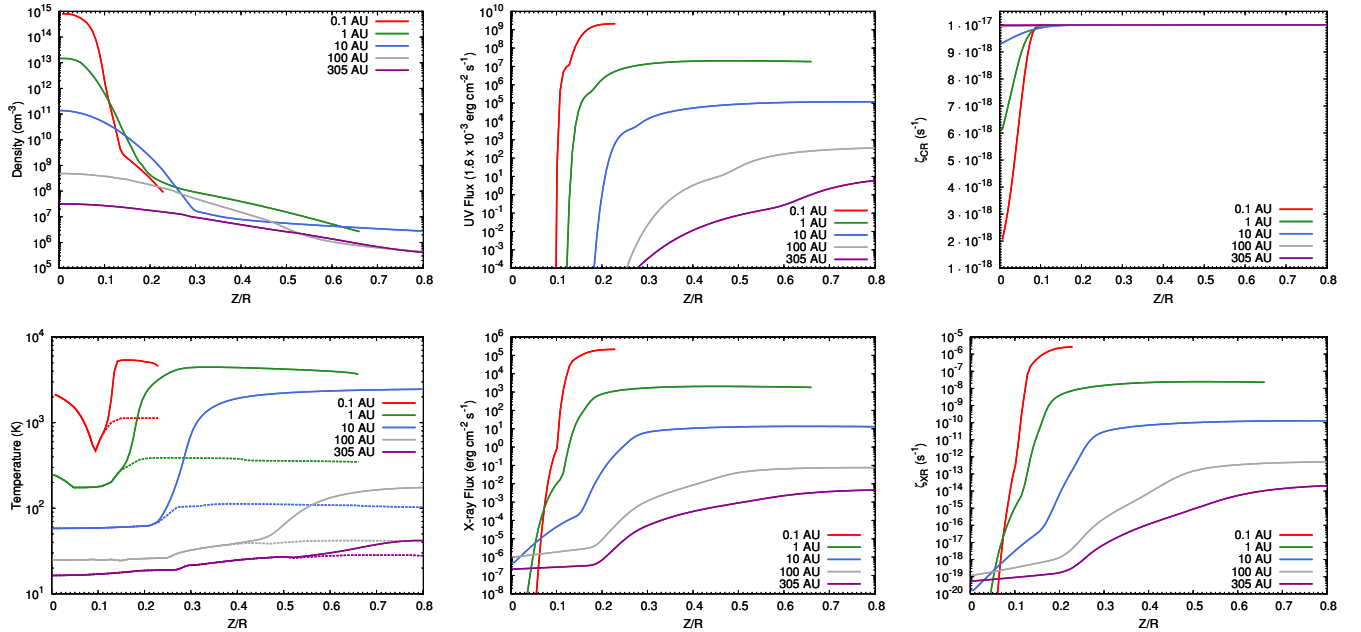 10^15
10^14
10^13
10^12
10^11
10^10
10^9
10^8
10^7
10^6
10^5
Density (cm^-3)
0 0.1 0.2 0.3 0.4 0.5 0.6 0.7 0.8
Z/R
0.1 AU
1 AU
10 AU
100 AU
305 AU
10^10
10^9
10^8
10^7
10^6
10^5
10^4
10^3
10^2
10^1
10^0
10^-1
10^-2
10^-3
10^-4
UV Flux (1.6 x 10^-3 erg cm^-2 s^-1)
0 0.1 0.2 0.3 0.4 0.5 0.6 0.7 0.8
Z/R
0.1 AU
1 AU
10 AU
100 AU
305 AU
1 · 10^-17
9 · 10^-18
8 · 10^-18
7 · 10^-18
6 · 10^-18
5 · 10^-18
4 · 10^-18
3 · 10^-18
2 · 10^-18
1 · 10^-18
ζCR (s^-1)
0 0.1 0.2 0.3 0.4 0.5 0.6 0.7 0.8
Z/R
0.1 AU
1 AU
10 AU
100 AU
305 AU
10^4
10^3
10^2
10^1
Temperature (K)
0 0.1 0.2 0.3 0.4 0.5 0.6 0.7 0.8
Z/R
0.1 AU
1 AU
10 AU
100 AU
305 AU
10^6
10^5
10^4
10^3
10^2
10^1
10^0
10^-1
10^-2
10^-3
10^-4
10^-5
10^-6
10^-7
10^-8
X-ray Flux (erg cm^-2 s^-1)
0 0.1 0.2 0.3 0.4 0.5 0.6 0.7 0.8
Z/R
0.1 AU
1 AU
10 AU
100 AU
305 AU
10^-5
10^-6
10^-7
10^-8
10^-9
10^-10
10^-11
10^-12
10^-13
10^-14
10^-15
10^-16
10^-17
10^-18
10^-19
10^-20
ζXR (s^-1)
0 0.1 0.2 0.3 0.4 0.5 0.6 0.7 0.8
Z/R
0.1 AU
1 AU
10 AU
100 AU
305 AU